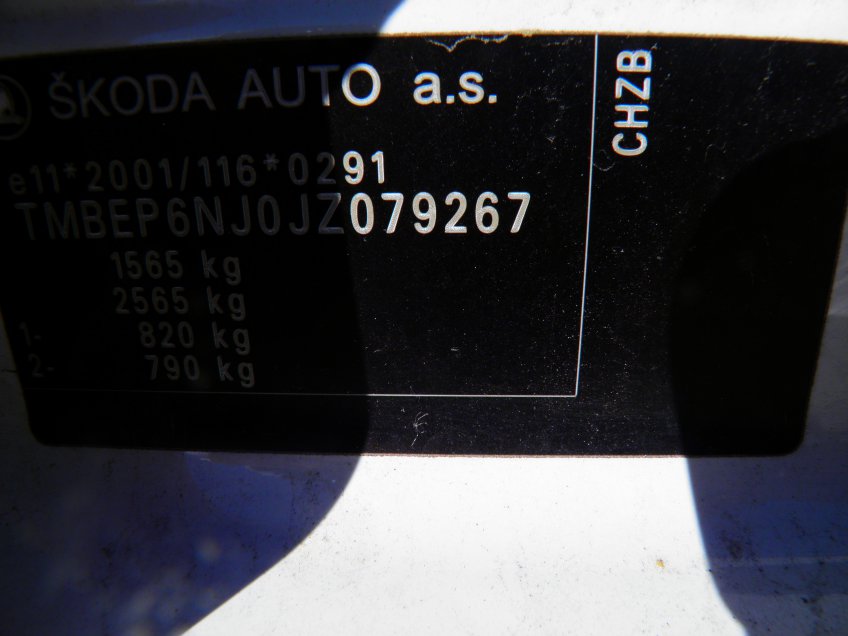 ŠKODA AUTO a.s.
e11*2001/116*0291
TMBEP6NJ0JZ079267
1565 kg
2565 kg
1- 820 kg
2- 790 kg
CHZB